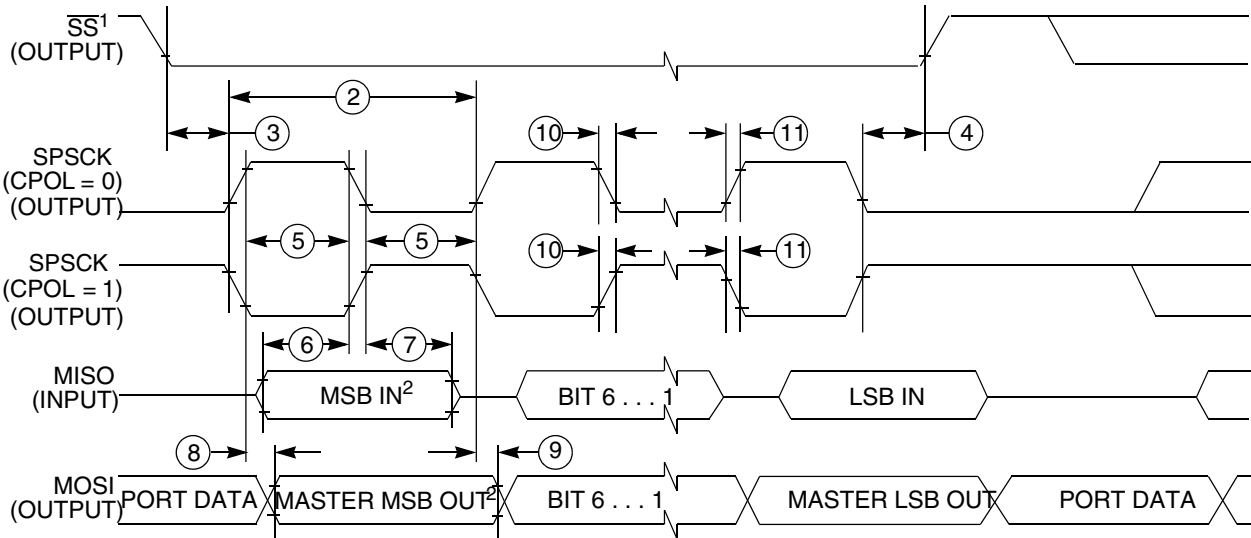 SS¹
(OUTPUT)
2
3
10
11
4
SPSCK
(CPOL = 0)
(OUTPUT)
5
5
SPSCK
(CPOL = 1)
(OUTPUT)
10
11
6
7
MISO
(INPUT)
MSB IN²
BIT 6 . . . 1
LSB IN
8
9
MOSI
(OUTPUT)
PORT DATA
MASTER MSB OUT²
BIT 6 . . . 1
MASTER LSB OUT
PORT DATA